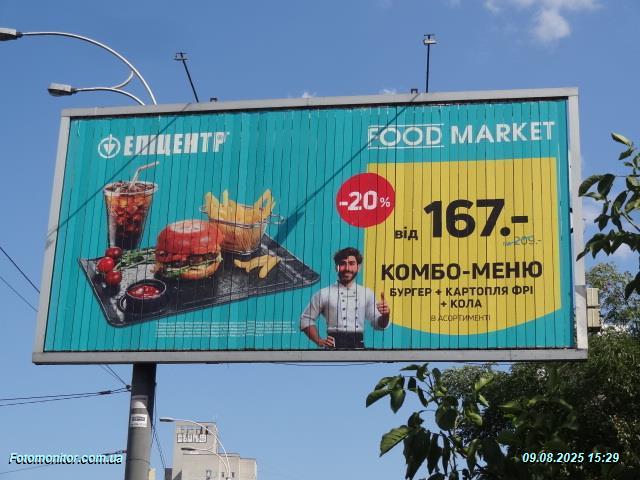 ЕПІЦЕНТР
FOOD MARKET
-20%
від 167.-
209.-
КОМБО-МЕНЮ
БУРГЕР + КАРТОПЛЯ ФРІ
+ КОЛА
В АСОРТИМЕНТІ
Fotomonitor.com.ua
09.08.2025 15:29